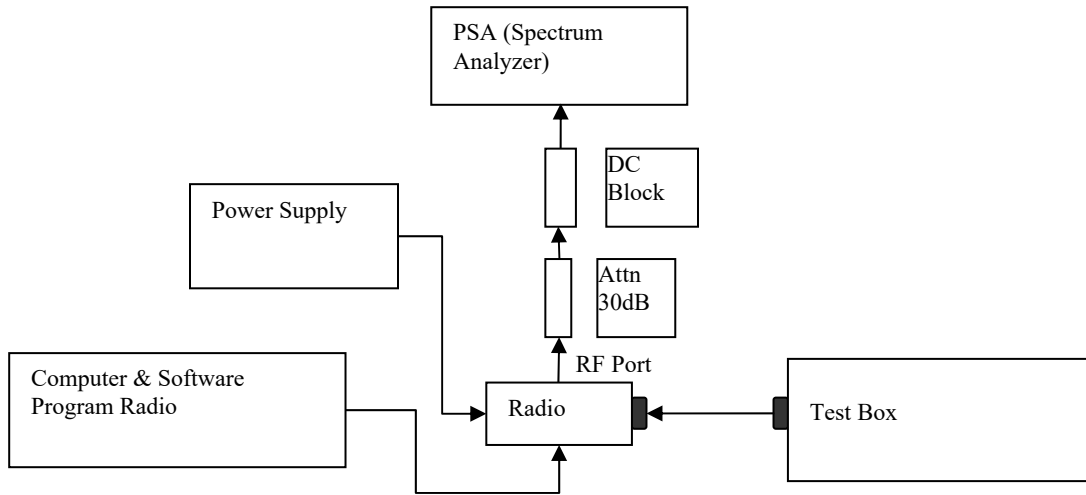 PSA (Spectrum
Analyzer)
DC
Block
Power Supply
Attn
30dB
RF Port
Computer & Software
Program Radio
Radio
Test Box